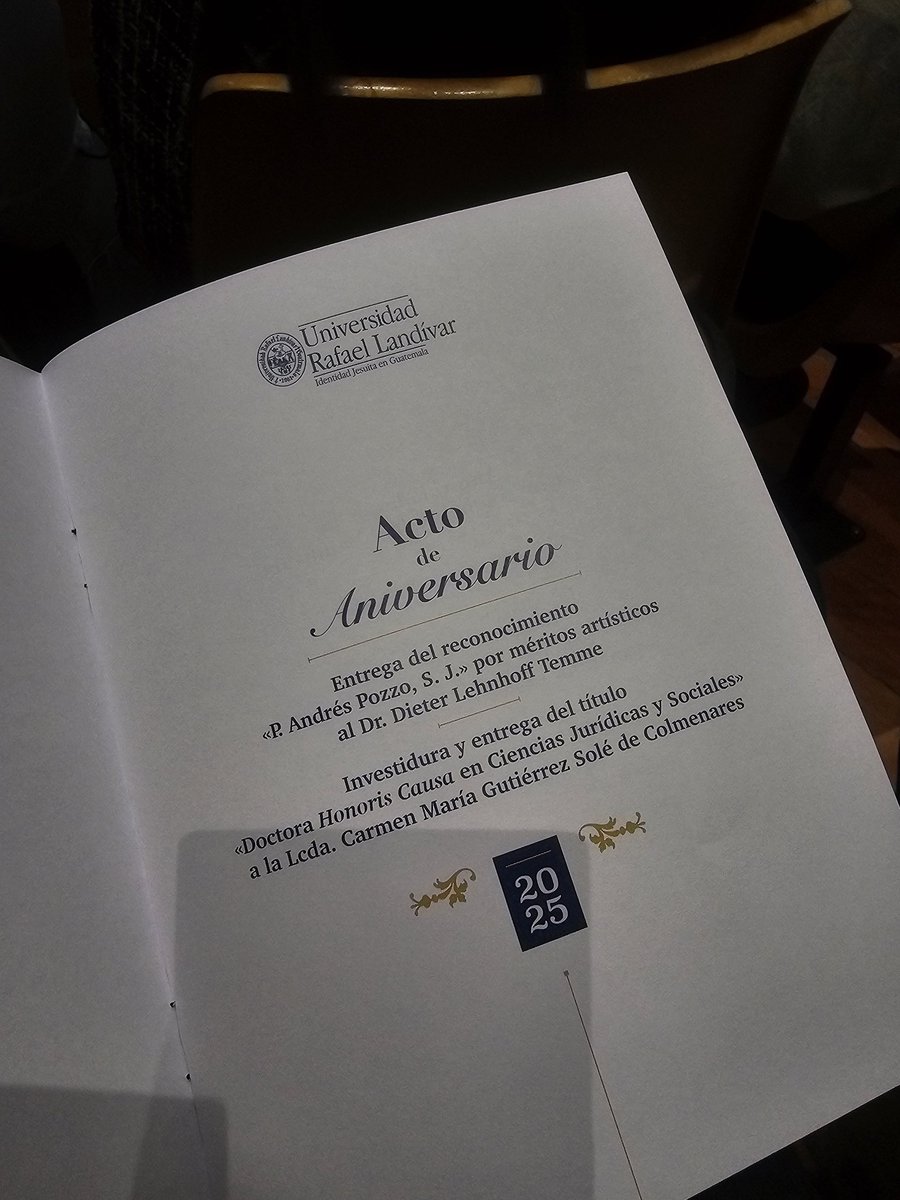 Universidad
Rafael Landívar
Identidad Jesuita en Guatemala
Acto
de
Aniversario
Entrega del reconocimiento
«P. Andrés Pozzo, S. J.» por méritos artísticos
al Dr. Dieter Lehnhoff Temme
Investidura y entrega del título
«Doctora Honoris Causa en Ciencias Jurídicas y Sociales»
a la Lcda. Carmen María Gutiérrez Solé de Colmenares
20
25